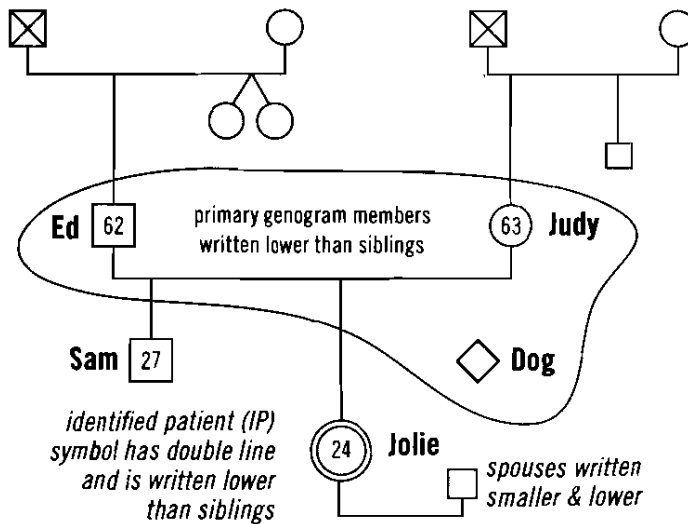 primary genogram members
written lower than siblings
Ed
62
63
Judy
Sam
27
Dog
identified patient (IP)
symbol has double line
and is written lower
than siblings
24
Jolie
spouses written
smaller & lower